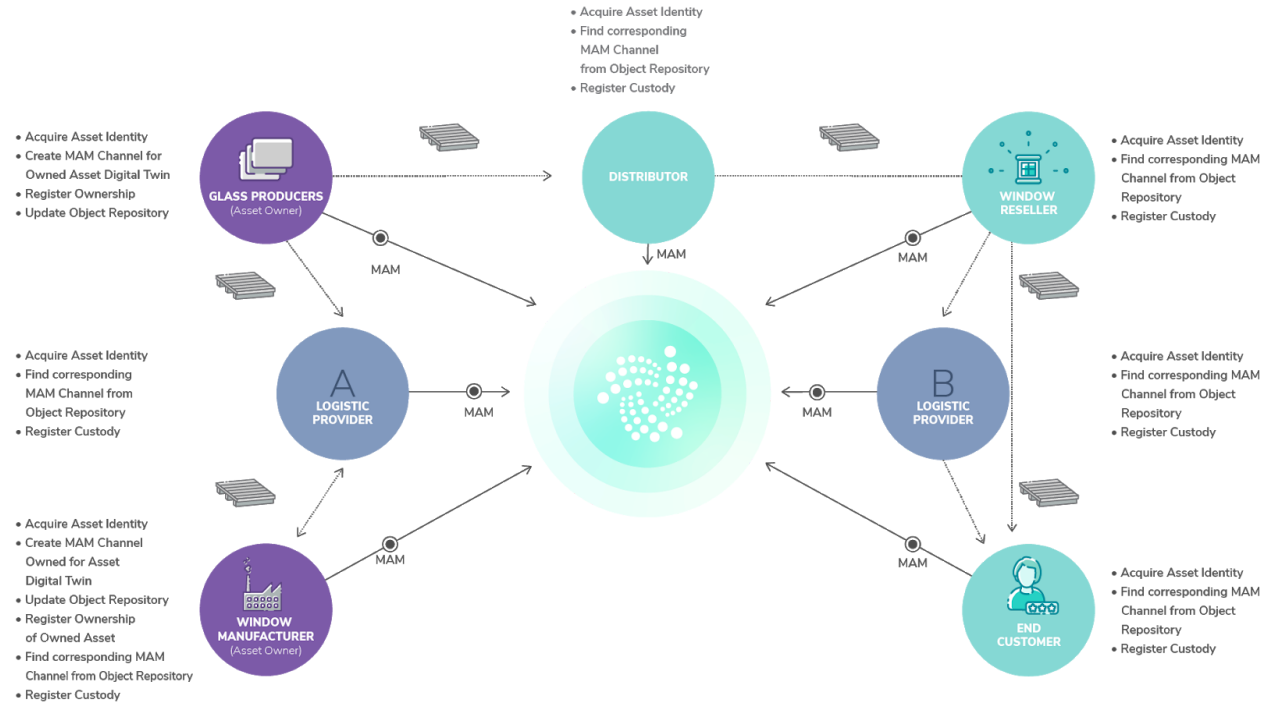 • Acquire Asset Identity
• Find corresponding
MAM Channel
from Object Repository
• Register Custody
• Acquire Asset Identity
• Create MAM Channel for
Owned Asset Digital Twin
• Register Ownership
• Update Object Repository
GLASS PRODUCERS
(Asset Owner)
DISTRIBUTOR
WINDOW
RESELLER
• Acquire Asset Identity
• Find corresponding MAM
Channel from Object
Repository
• Register Custody
MAM
MAM
MAM
• Acquire Asset Identity
• Find corresponding
MAM Channel from
Object Repository
• Register Custody
A
LOGISTIC
PROVIDER
MAM
MAM
B
LOGISTIC
PROVIDER
• Acquire Asset Identity
• Find corresponding MAM
Channel from Object
Repository
• Register Custody
• Acquire Asset Identity
• Create MAM Channel
Owned for Asset
Digital Twin
• Update Object Repository
• Register Ownership
of Owned Asset
• Find corresponding MAM
Channel from Object Repository
• Register Custody
WINDOW
MANUFACTURER
(Asset Owner)
MAM
MAM
END
CUSTOMER
• Acquire Asset Identity
• Find corresponding MAM
Channel from Object
Repository
• Register Custody